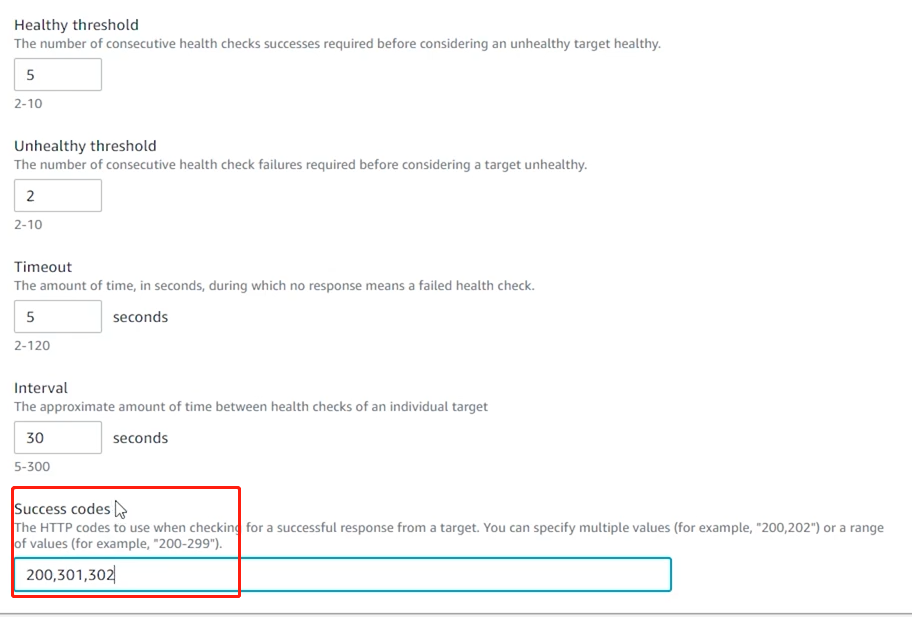 Healthy threshold
The number of consecutive health checks successes required before considering an unhealthy target healthy.
5
2-10
Unhealthy threshold
The number of consecutive health check failures required before considering a target unhealthy.
2
2-10
Timeout
The amount of time, in seconds, during which no response means a failed health check.
5 seconds
2-120
Interval
The approximate amount of time between health checks of an individual target
30 seconds
5-300
Success codes
The HTTP codes to use when checking for a successful response from a target. You can specify multiple values (for example, "200,202") or a range
of values (for example, "200-299").
200,301,302